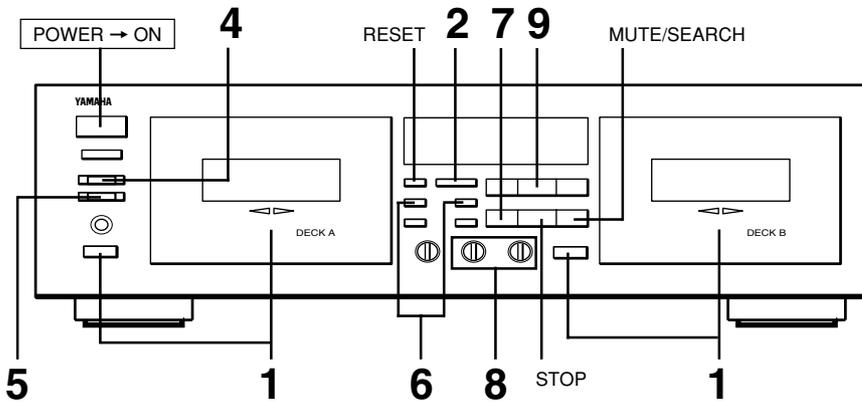 POWER → ON
4
RESET
2
7
9
MUTE/SEARCH
YAMAHA
DECK A
DECK B
5
1
6
8
STOP
1